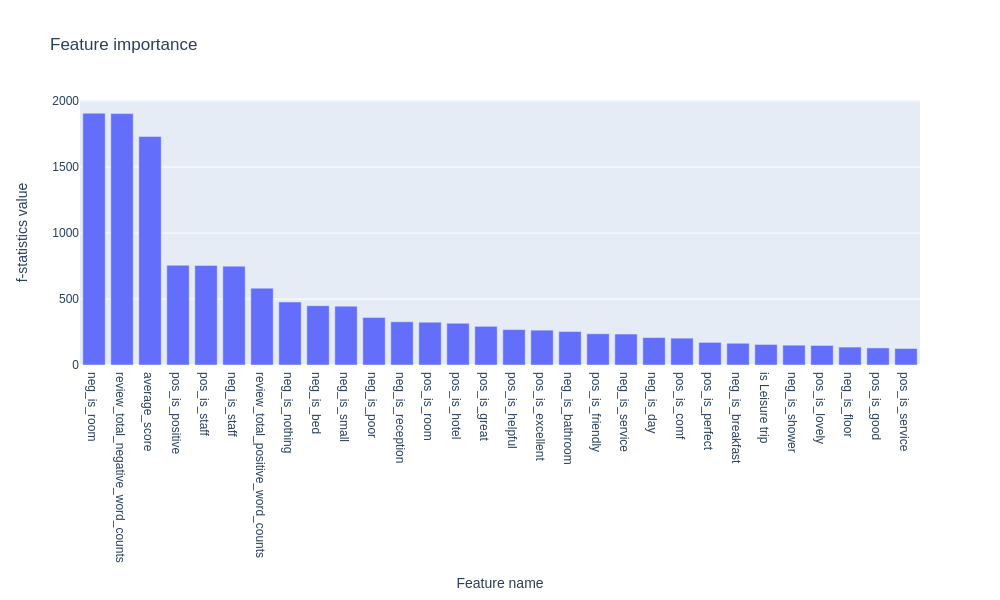 Feature importance
f-statistics value
2000
1500
1000
500
0
neg_is_room
review_total_negative_word_counts
average_score
pos_is_positive
pos_is_staff
neg_is_staff
review_total_positive_word_counts
neg_is_nothing
neg_is_bed
neg_is_small
neg_is_poor
neg_is_reception
pos_is_room
pos_is_hotel
pos_is_great
pos_is_helpful
pos_is_excellent
neg_is_bathroom
pos_is_friendly
neg_is_service
neg_is_day
pos_is_comf
pos_is_perfect
neg_is_breakfast
is Leisure trip
neg_is_shower
pos_is_lovely
neg_is_floor
pos_is_good
pos_is_service
Feature name